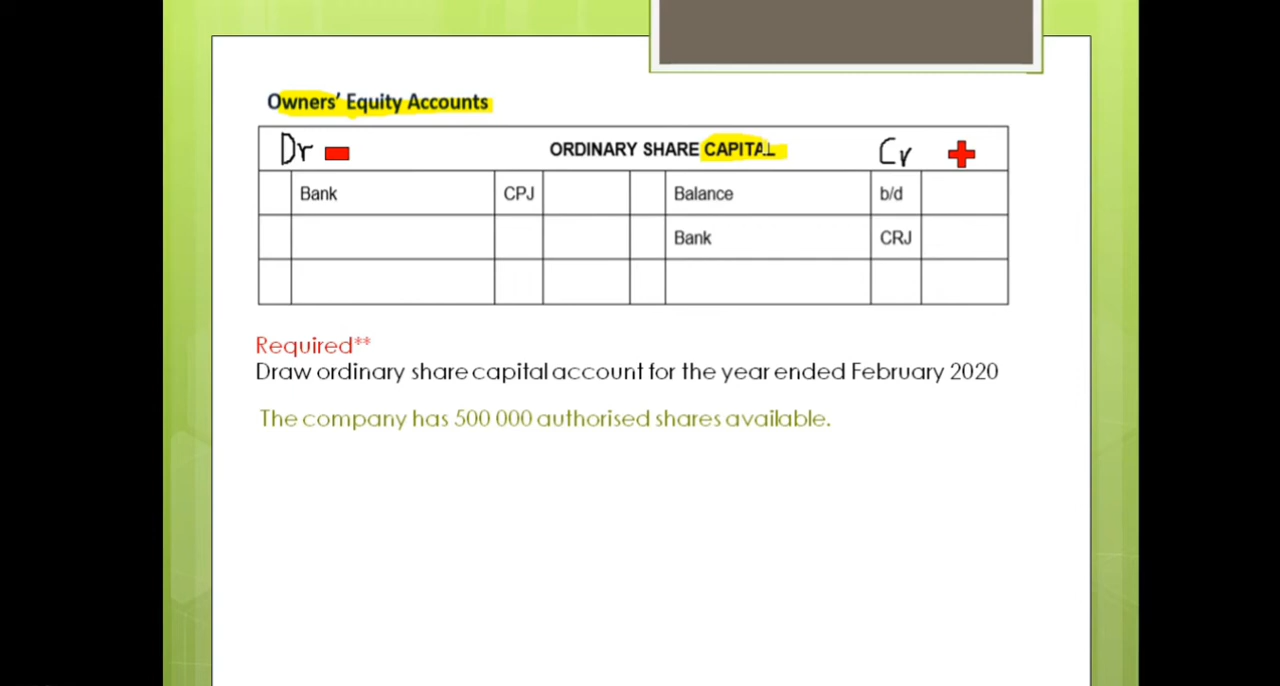 Owners' Equity Accounts
Dr - ORDINARY SHARE CAPITAL Cr +
Bank CPJ Balance b/d
Bank CRJ
Required**
Draw ordinary share capital account for the year ended February 2020
The company has 500 000 authorised shares available.